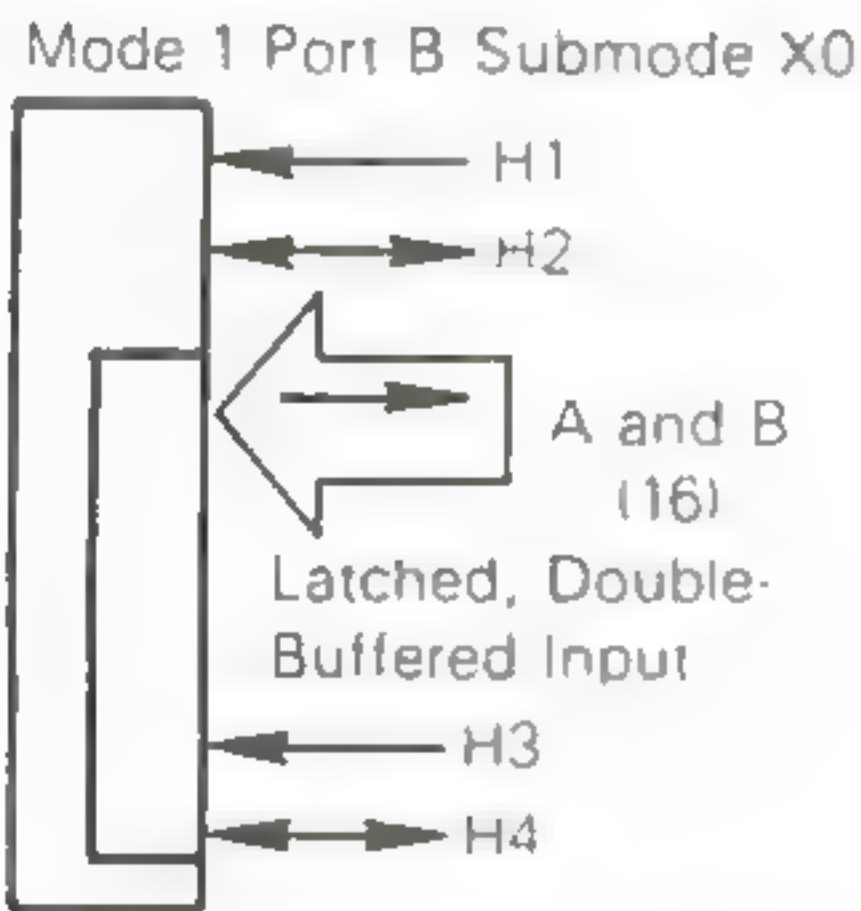 Mode 1 Port B Submode X0
H1
H2
A and B
(16)
Latched, Double-
Buffered Input
H3
H4